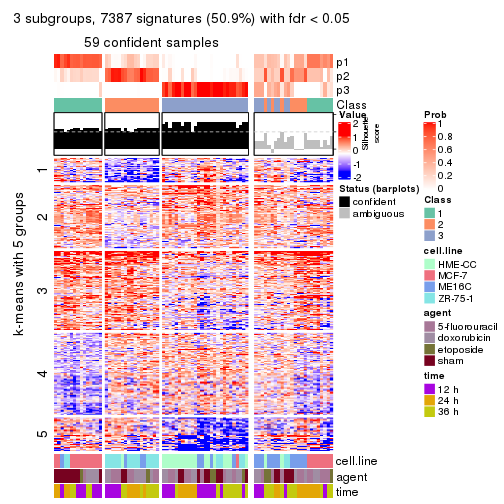 3 subgroups, 7387 signatures (50.9%) with fdr < 0.05
59 confident samples
p1
p2
p3
Class
Silhouette
score
1
2
3
4
5
k-means with 5 groups
cell.line
agent
time
Value
2
1
0
-1
-2
Status (barplots)
confident
ambiguous
Prob
1
0.8
0.6
0.4
0.2
0
Class
1
2
3
cell.line
HME-CC
MCF-7
ME16C
ZR-75-1
agent
5-fluorouracil
doxorubicin
etoposide
sham
time
12 h
24 h
36 h